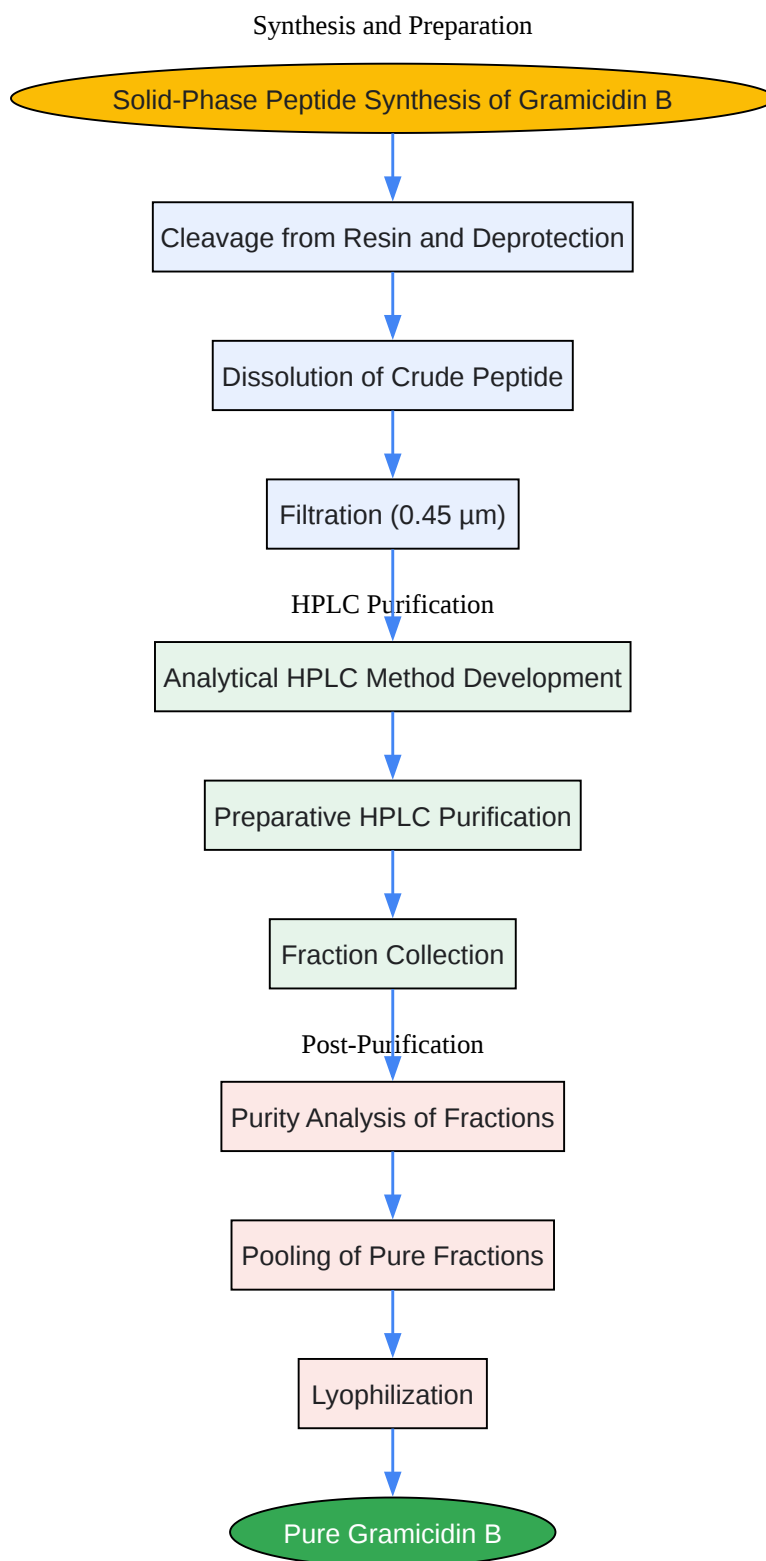 Synthesis and Preparation
Solid-Phase Peptide Synthesis of Gramicidin B
Cleavage from Resin and Deprotection
Dissolution of Crude Peptide
Filtration (0.45 µm)
HPLC Purification
Analytical HPLC Method Development
Preparative HPLC Purification
Fraction Collection
Post-Purification
Purity Analysis of Fractions
Pooling of Pure Fractions
Lyophilization
Pure Gramicidin B